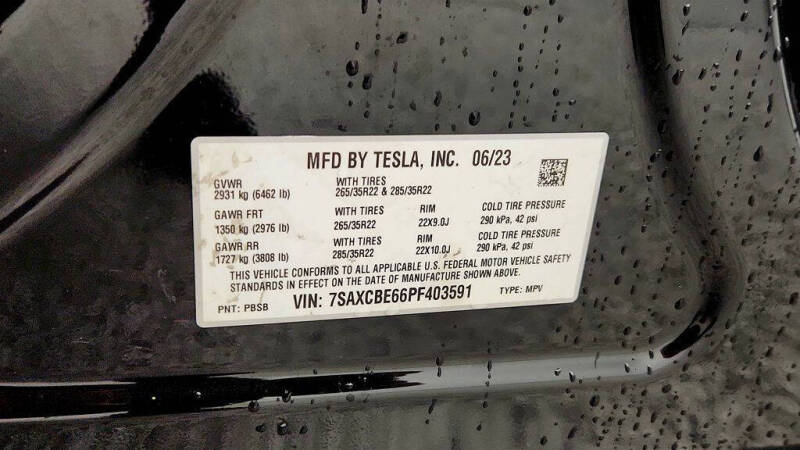 MFD BY TESLA, INC. 06/23
GVWR WITH TIRES
2931 kg (6462 lb) 265/35R22 & 285/35R22
GAWR FRT WITH TIRES RIM COLD TIRE PRESSURE
1350 kg (2976 lb) 265/35R22 22X9.0J 290 kPa, 42 psi
GAWR RR WITH TIRES RIM COLD TIRE PRESSURE
1727 kg (3808 lb) 285/35R22 22X10.0J 290 kPa, 42 psi
THIS VEHICLE CONFORMS TO ALL APPLICABLE U.S. FEDERAL MOTOR VEHICLE SAFETY
STANDARDS IN EFFECT ON THE DATE OF MANUFACTURE SHOWN ABOVE.
PNT: PBSB VIN: 7SAXCBE66PF403591 TYPE: MPV